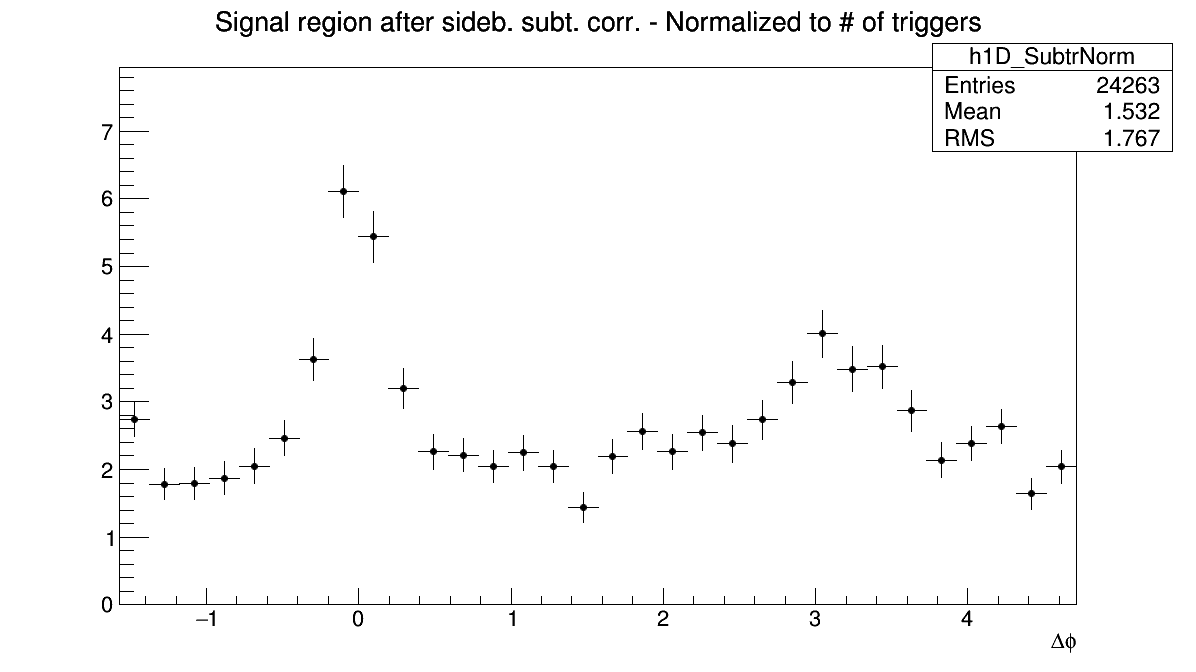 Signal region after sideb. subt. corr. - Normalized to # of triggers
h1D_SubtrNorm
Entries 24263
Mean 1.532
RMS 1.767
7
6
5
4
3
2
1
0
−1 0 1 2 3 4
Δϕ